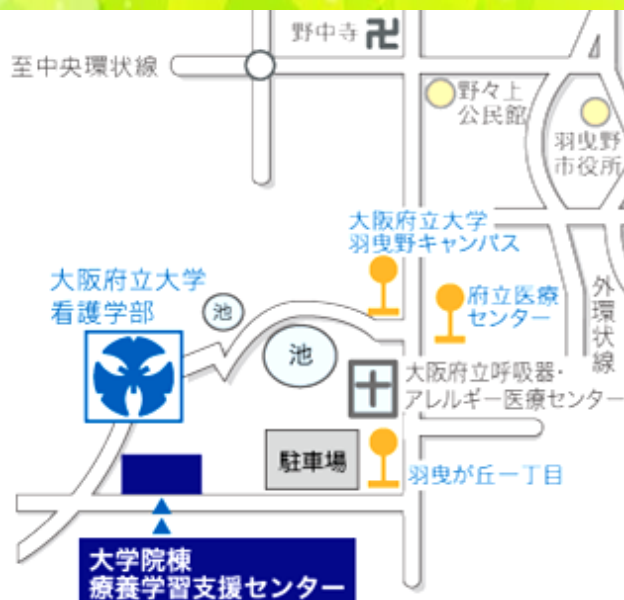 野中寺
至中央環状線
野々上
公民館
羽曳野
市役所
大阪府立大学
羽曳野キャンパス
大阪府立大学
看護学部
池
府立医療
センター
外環状線
池
大阪府立呼吸器・
アレルギー医療センター
駐車場
羽曳が丘一丁目
大学院棟
療養学習支援センター